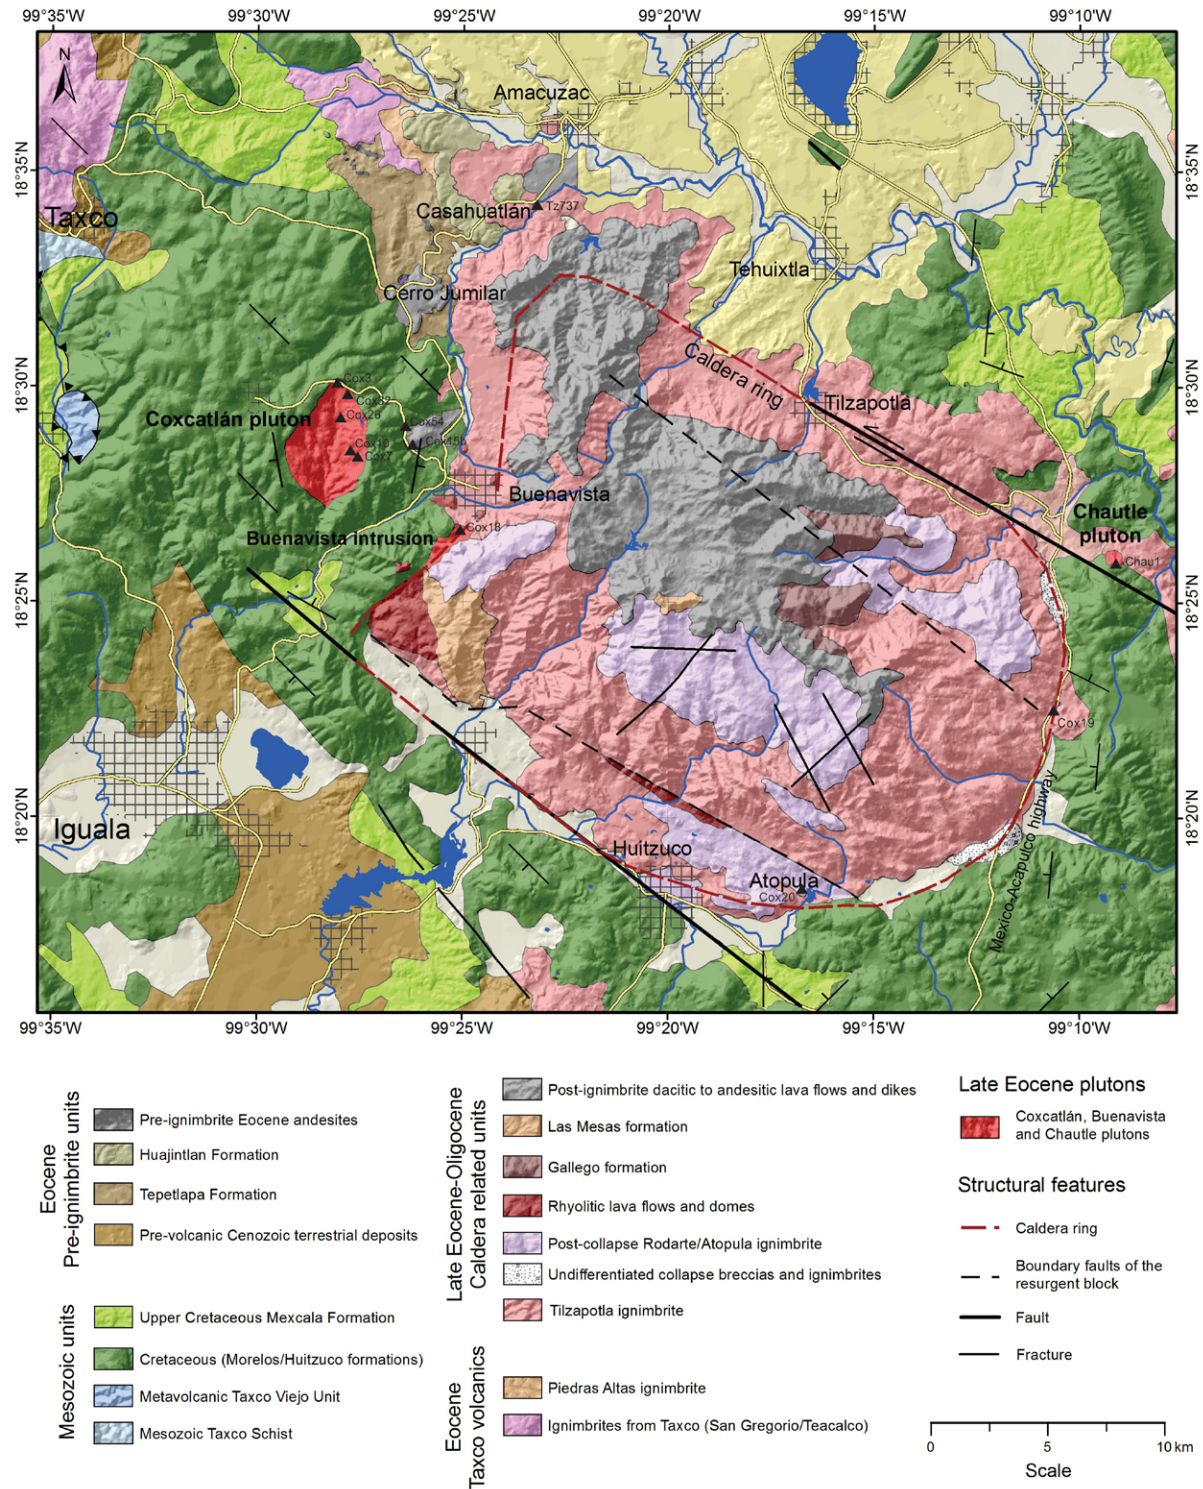 99°35'W 99°30'W 99°25'W 99°20'W 99°15'W 99°10'W
N
Amacuzac
18°35'N
18°35'N
Taxco
Casahuatlán
Tz737
Tehuixtla
Cerro Jumilar
Caldera ring
18°30'N
18°30'N
Cox3
Cox32
Tilzapotla
Coxcatlán pluton
Cox26
Cox54
Cox10
Cox7
Buenavista
Chautle
pluton
Buenavista intrusion
Cox18
Chau1
18°25'N
18°25'N
Cox19
Mexico-Acapulco highway
18°20'N
18°20'N
Iguala
Huitzuco
Atopula
Cox20
99°35'W 99°30'W 99°25'W 99°20'W 99°15'W 99°10'W
Eocene
Pre-ignimbrite units
Pre-ignimbrite Eocene andesites
Huajintlan Formation
Tepetlapa Formation
Pre-volcanic Cenozoic terrestrial deposits
Mesozoic units
Upper Cretaceous Mexcala Formation
Cretaceous (Morelos/Huitzuco formations)
Metavolcanic Taxco Viejo Unit
Mesozoic Taxco Schist
Late Eocene-Oligocene
Caldera related units
Post-ignimbrite dacitic to andesitic lava flows and dikes
Las Mesas formation
Gallego formation
Rhyolitic lava flows and domes
Post-collapse Rodarte/Atopula ignimbrite
Undifferentiated collapse breccias and ignimbrites
Tilzapotla ignimbrite
Eocene
Taxco volcanics
Piedras Altas ignimbrite
Ignimbrites from Taxco (San Gregorio/Teacalco)
Late Eocene plutons
Coxcatlán, Buenavista
and Chautle plutons
Structural features
Caldera ring
Boundary faults of the
resurgent block
Fault
Fracture
0 5 10 km
Scale